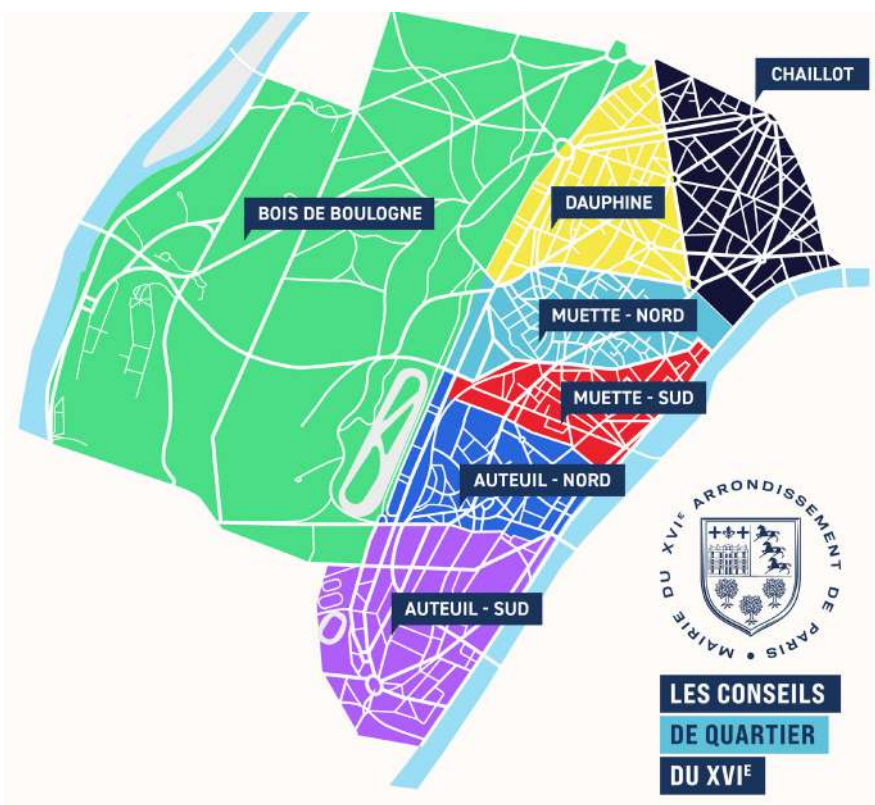 CHAILLOT
DAUPHINE
BOIS DE BOULOGNE
MUETTE - NORD
MUETTE - SUD
AUTEUIL - NORD
AUTEUIL - SUD
MAIRIE DU XVIE ARRONDISSEMENT DE PARIS •
LES CONSEILS
DE QUARTIER
DU XVIE